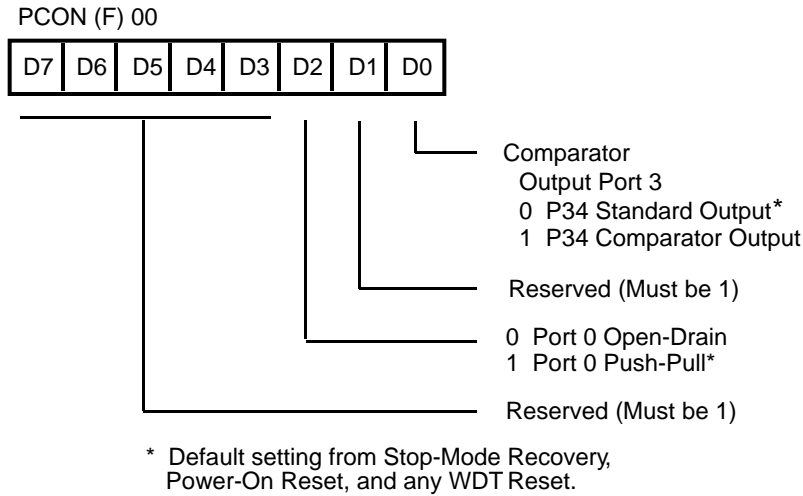 PCON (F) 00
D7 D6 D5 D4 D3 D2 D1 D0
Comparator
Output Port 3
0 P34 Standard Output*
1 P34 Comparator Output
Reserved (Must be 1)
0 Port 0 Open-Drain
1 Port 0 Push-Pull*
Reserved (Must be 1)
* Default setting from Stop-Mode Recovery,
Power-On Reset, and any WDT Reset.